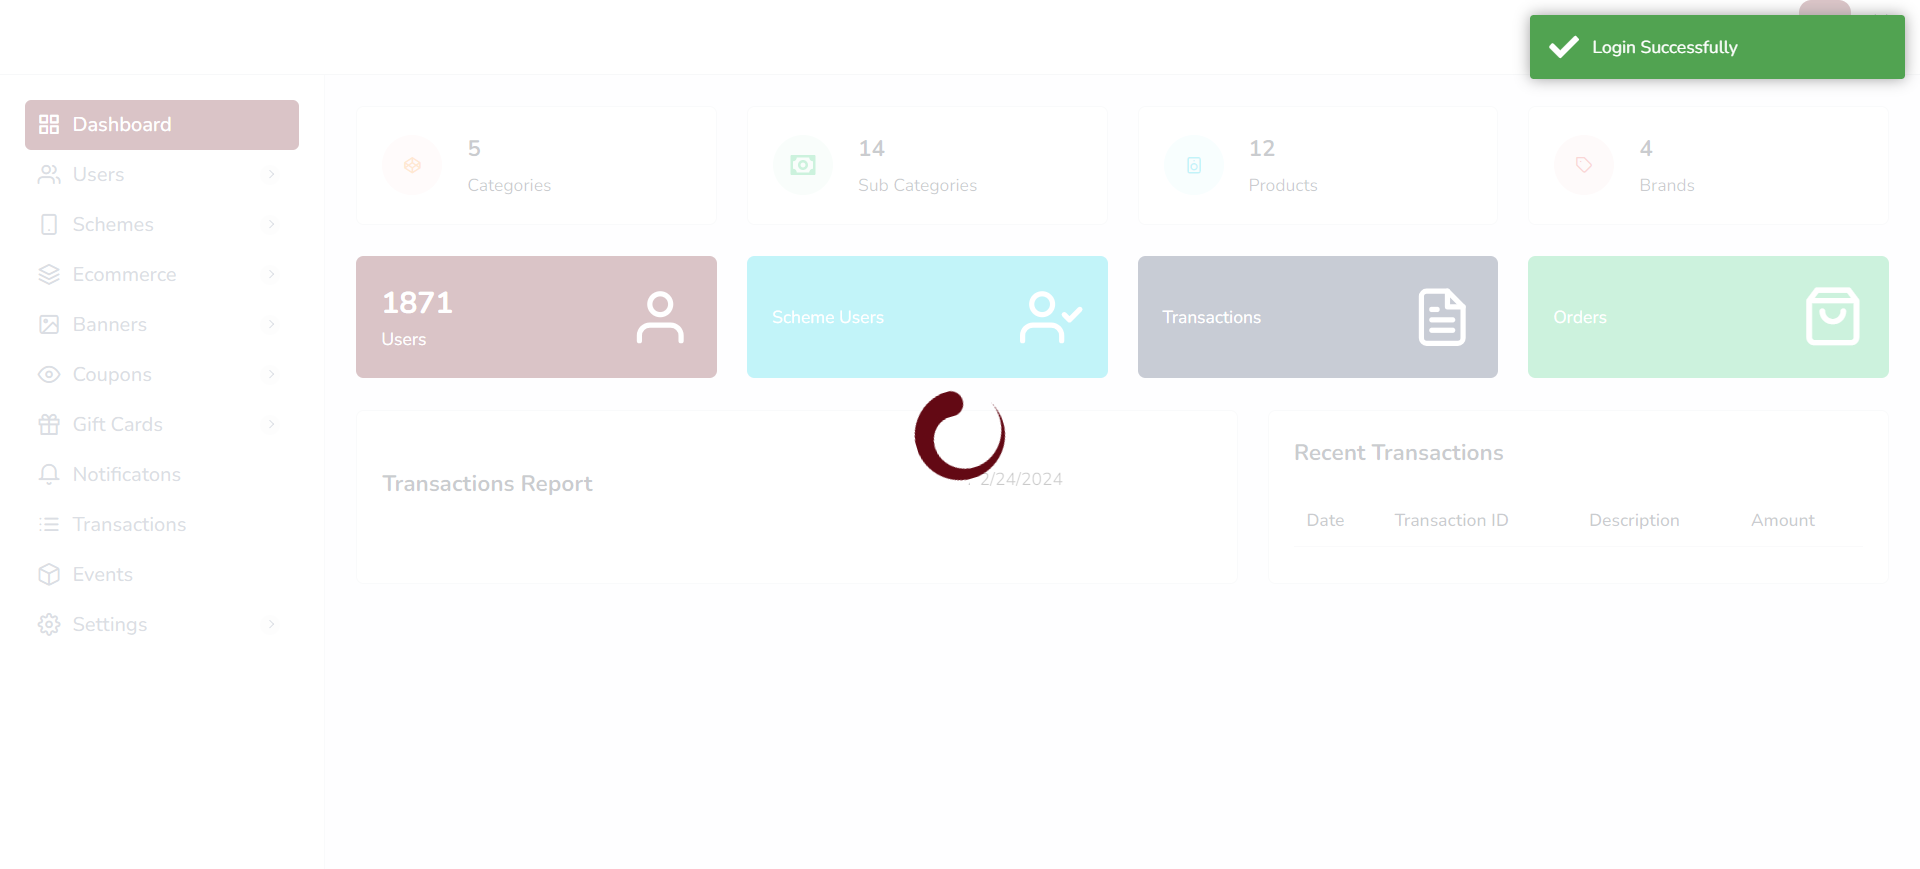 Login Successfully
Dashboard
Users
Schemes
Ecommerce
Banners
Coupons
Gift Cards
Notificatons
Transactions
Events
Settings
5
Categories
14
Sub Categories
12
Products
4
Brands
1871
Users
Scheme Users
Transactions
Orders
Transactions Report
2/24/2024
Recent Transactions
Date Transaction ID Description Amount